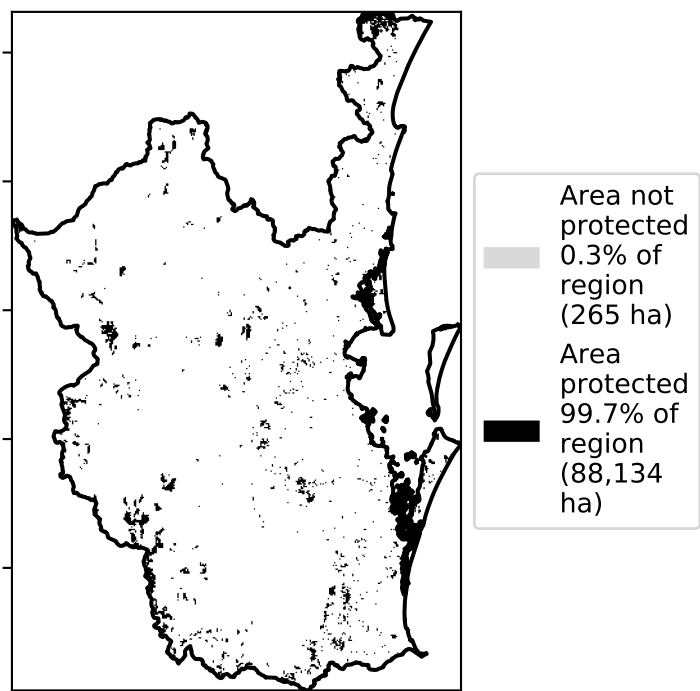 Area not
protected
0.3% of
region
(265 ha)
Area
protected
99.7% of
region
(88,134
ha)